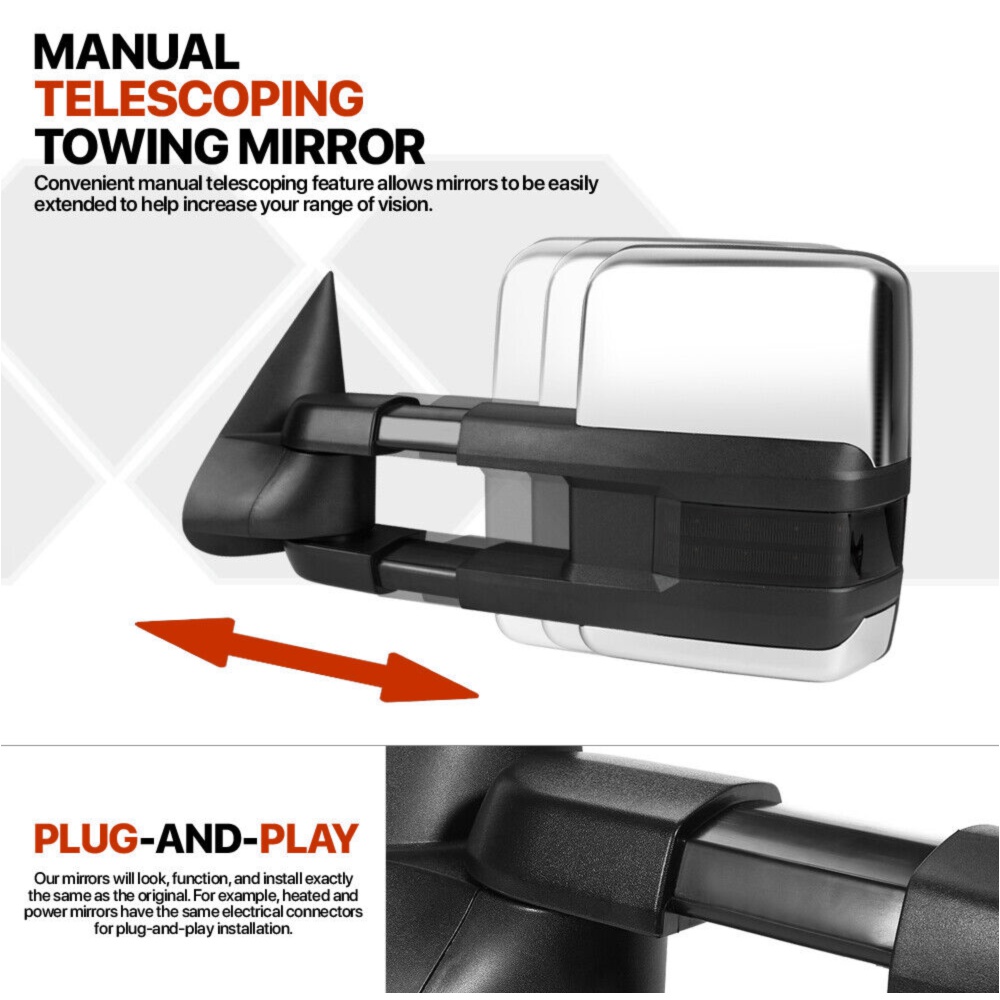 MANUAL
TELESCOPING
TOWING MIRROR
Convenient manual telescoping feature allows mirrors to be easily
extended to help increase your range of vision.
PLUG-AND-PLAY
Our mirrors will look, function, and install exactly
the same as the original. For example, heated and
power mirrors have the same electrical connectors
for plug-and-play installation.